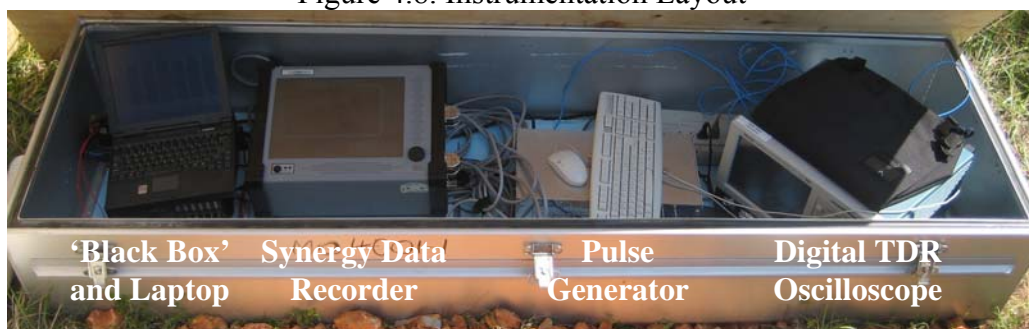 Figure 4.8: Instrumentation Layout
‘Black Box’ Synergy Data Pulse Digital TDR
and Laptop Recorder Generator Oscilloscope